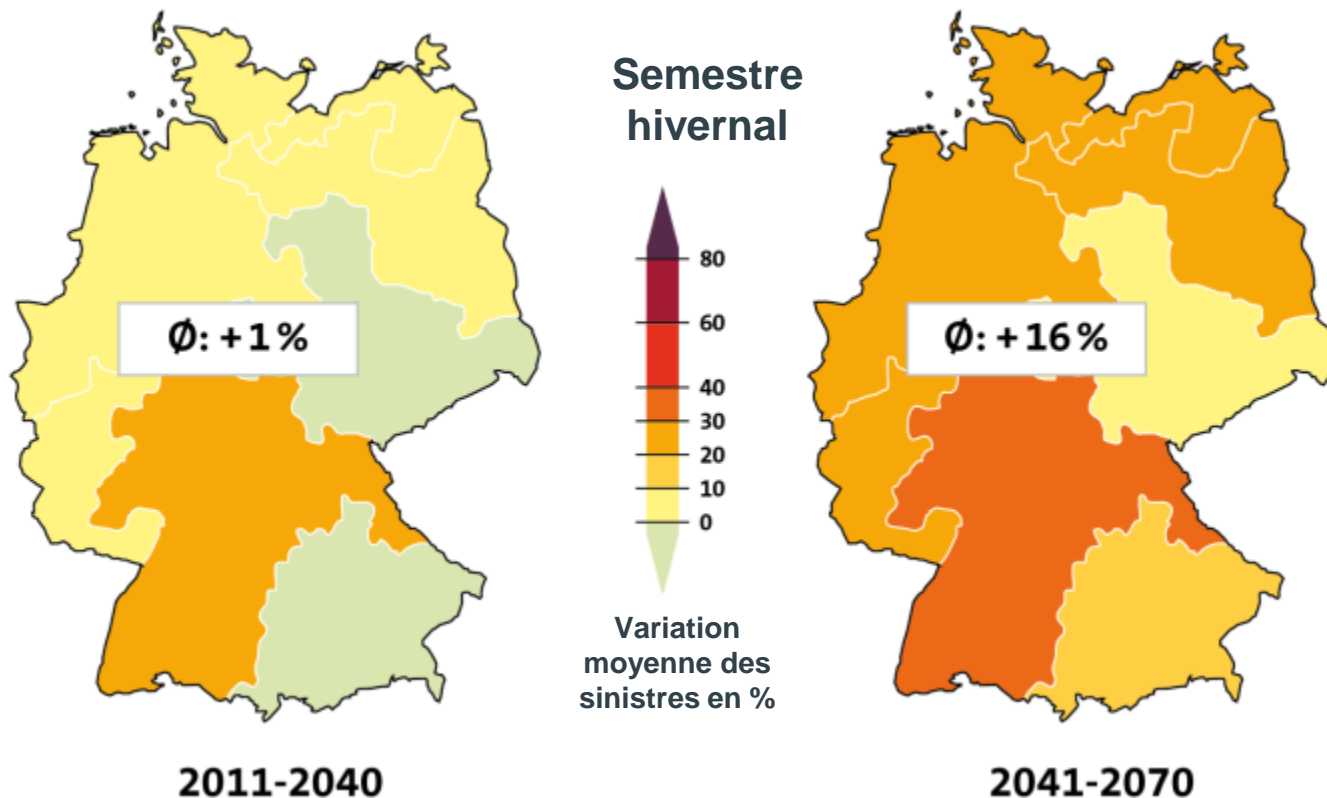 Semestre
hivernal
Ø: +1%
80
60
40
30
20
10
0
Ø: +16%
Variation
moyenne des
sinistres en %
2011-2040
2041-2070